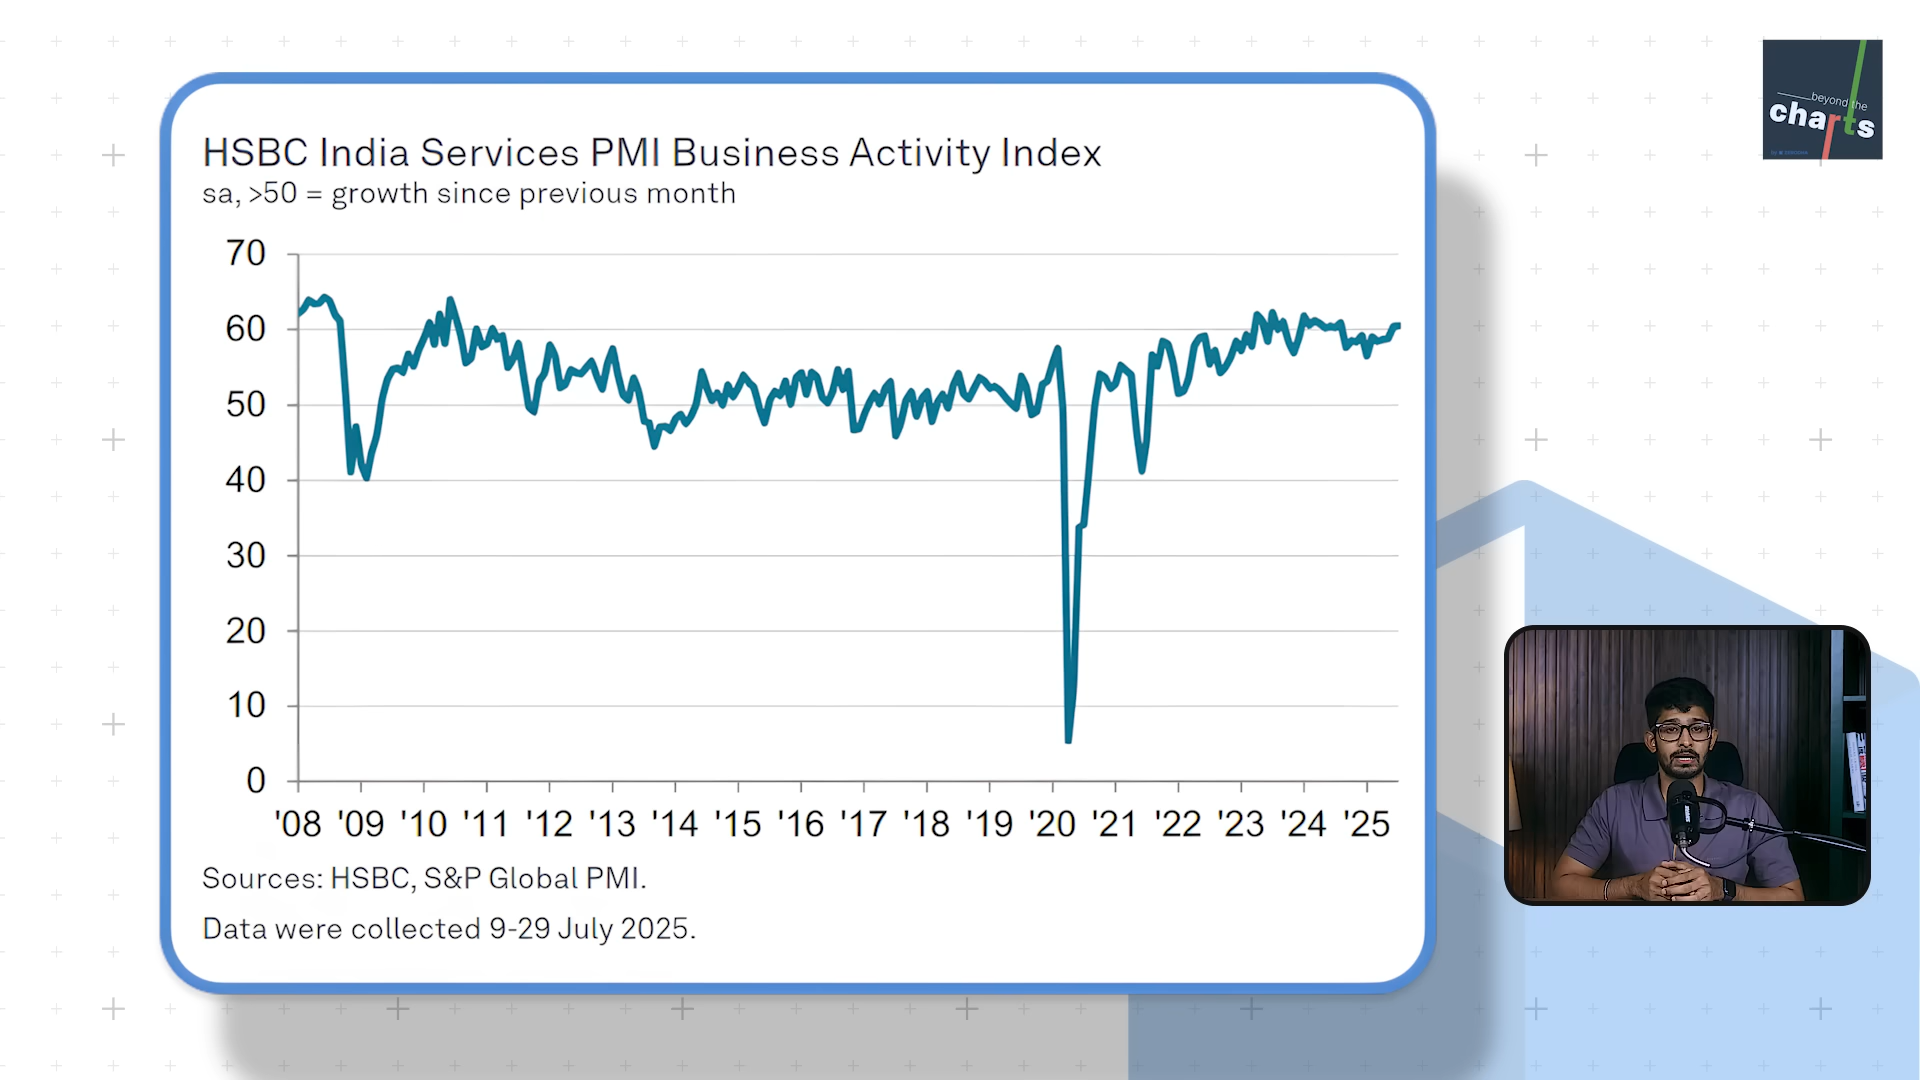 HSBC India Services PMI Business Activity Index
sa, >50 = growth since previous month
70
60
50
40
30
20
10
0
'08 '09 '10 '11 '12 '13 '14 '15 '16 '17 '18 '19 '20 '21 '22 '23 '24 '25
Sources: HSBC, S&P Global PMI.
Data were collected 9-29 July 2025.
beyond the
charts